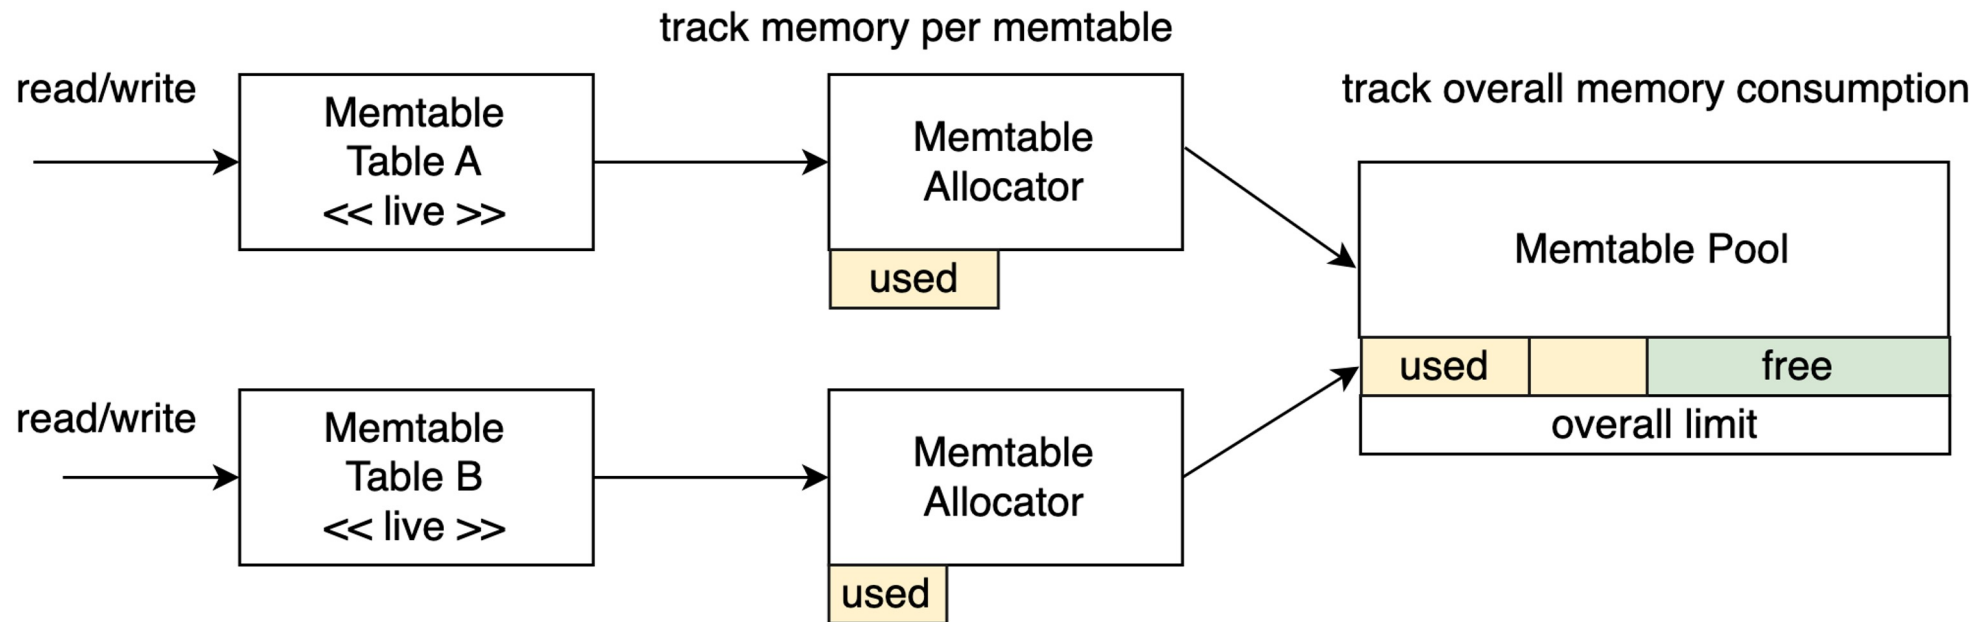 track memory per memtable
read/write
Memtable
Table A
<< live >>
Memtable
Allocator
used
track overall memory consumption
Memtable Pool
used
free
overall limit
read/write
Memtable
Table B
<< live >>
Memtable
Allocator
used